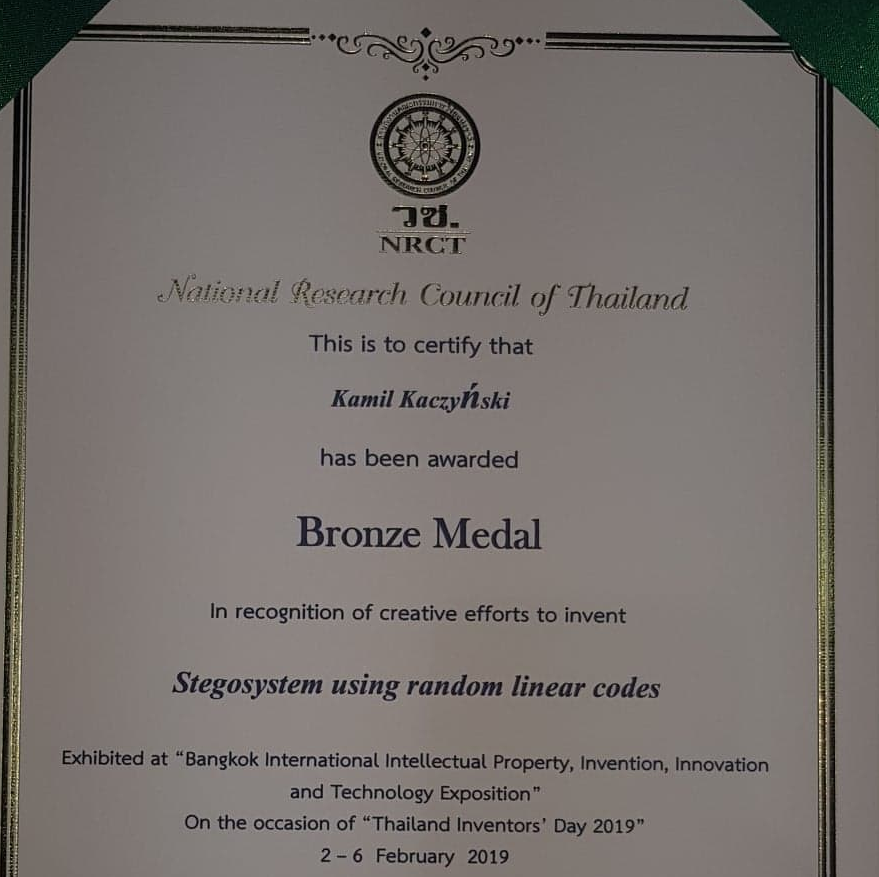 วช.
NRCT
National Research Council of Thailand
This is to certify that
Kamil Kaczyński
has been awarded
Bronze Medal
In recognition of creative efforts to invent
Stegosystem using random linear codes
Exhibited at “Bangkok International Intellectual Property, Invention, Innovation
and Technology Exposition”
On the occasion of “Thailand Inventors’ Day 2019”
2 – 6 February 2019